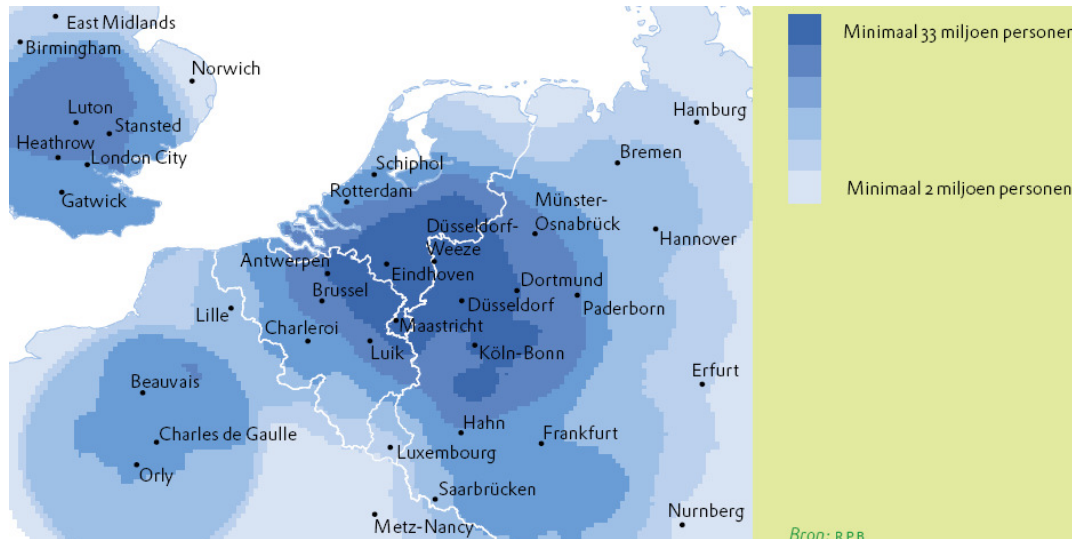 East Midlands
Birmingham
Norwich
Luton
Stansted
Heathrow
London City
Gatwick
Schiphol
Rotterdam
Hamburg
Bremen
Münster-
Osnabrück
Hannover
Düsseldorf-
Weeze
Antwerpen
Eindhoven
Brussel
Dortmund
Düsseldorf
Paderborn
Lille
Charleroi
Maastricht
Luik
Köln-Bonn
Beauvais
Erfurt
Charles de Gaulle
Orly
Hahn
Frankfurt
Luxembourg
Saarbrücken
Metz-Nancy
Nurnberg
Minimaal 33 miljoen personen
Minimaal 2 miljoen personen
Bron: RPB